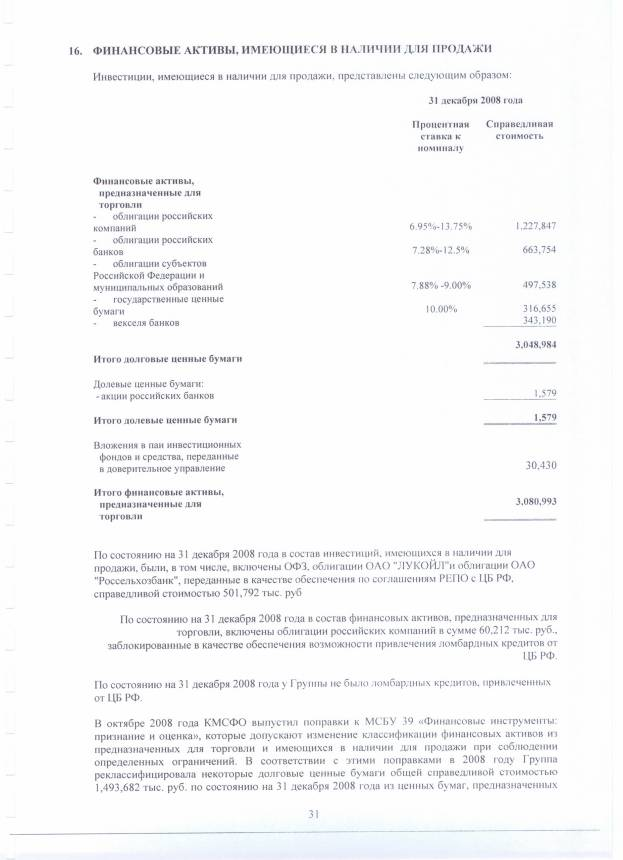 16. ФИНАНСОВЫЕ АКТИВЫ, ИМЕЮЩИЕСЯ В НАЛИЧИИ ДЛЯ ПРОДАЖИ
Инвестиции, имеющиеся в наличии для продажи, представлены следующим образом:
31 декабря 2008 года
Процентная Справедливая
ставка к стоимость
номиналу
Финансовые активы,
предназначенные для
торговли
- облигации российских
компаний 6.95%-13.75% 1,227,847
- облигации российских
банков 7.28%-12.5% 663,754
- облигации субъектов
Российской Федерации и
муниципальных образований 7.88% -9.00% 497,538
- государственные ценные
бумаги 10.00% 316,655
- векселя банков 343,190
3,048,984
Итого долговые ценные бумаги
Долевые ценные бумаги:
- акции российских банков 1,579
Итого долевые ценные бумаги 1,579
Вложения в паи инвестиционных
фондов и средства, переданные
в доверительное управление 30,430
Итого финансовые активы,
предназначенные для 3,080,993
торговли
По состоянию на 31 декабря 2008 года в состав инвестиций, имеющихся в наличии для
продажи, были, в том числе, включены ОФЗ, облигации ОАО "ЛУКОЙЛ"и облигации ОАО
"Россельхозбанк", переданные в качестве обеспечения по соглашениям РЕПО с ЦБ РФ,
справедливой стоимостью 501,792 тыс. руб
По состоянию на 31 декабря 2008 года в состав финансовых активов, предназначенных для
торговли, включены облигации российских компаний в сумме 60,212 тыс. руб.,
заблокированные в качестве обеспечения возможности привлечения ломбардных кредитов от
ЦБ РФ.
По состоянию на 31 декабря 2008 года у Группы не было ломбардных кредитов, привлеченных
от ЦБ РФ.
В октябре 2008 года КМСФО выпустил поправки к МСБУ 39 «Финансовые инструменты:
признание и оценка», которые допускают изменение классификации финансовых активов из
предназначенных для торговли и имеющихся в наличии для продажи при соблюдении
определенных ограничений. В соответствии с этими поправками в 2008 году Группа
реклассифицировала некоторые долговые ценные бумаги общей справедливой стоимостью
1,493,682 тыс. руб. по состоянию на 31 декабря 2008 года из ценных бумаг, предназначенных
31